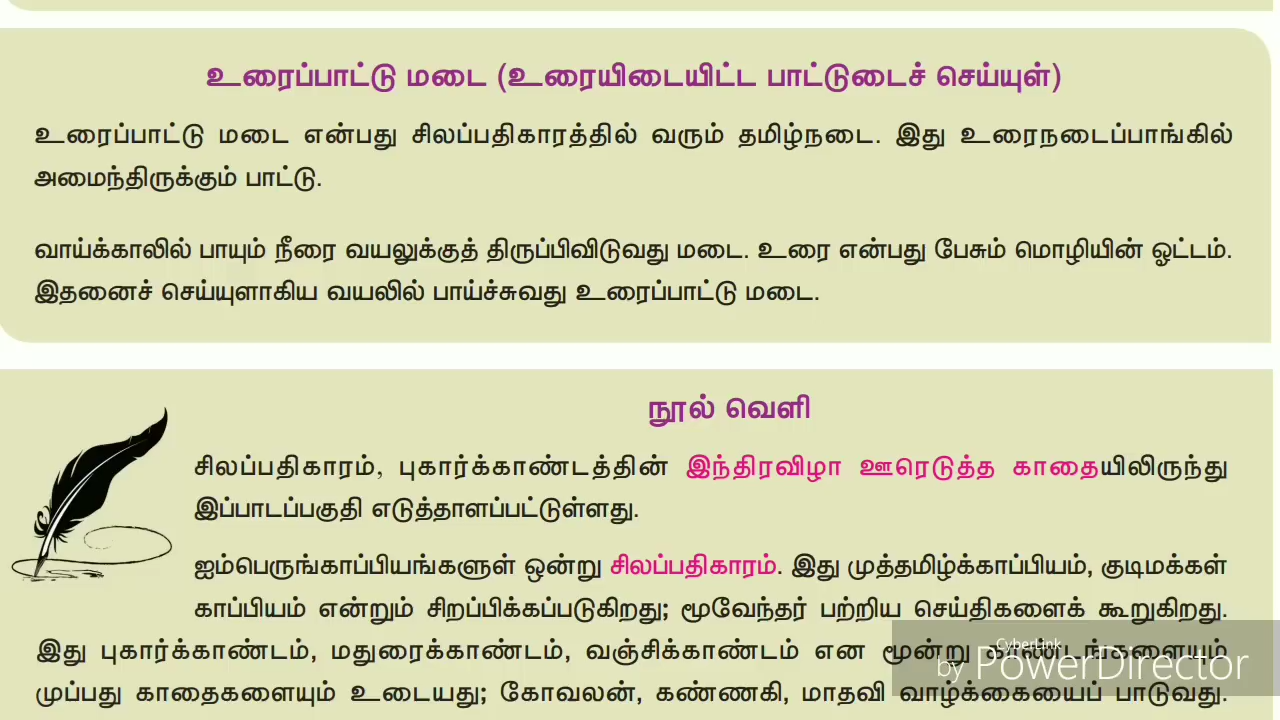 உரைப்பாட்டு மடை (உரையிடையிட்ட பாட்டுடைச் செய்யுள்)
உரைப்பாட்டு மடை என்பது சிலப்பதிகாரத்தில் வரும் தமிழ்நடை. இது உரைநடைப்பாங்கில்
அமைந்திருக்கும் பாட்டு.
வாய்க்காலில் பாயும் நீரை வயலுக்குத் திருப்பிவிடுவது மடை. உரை என்பது பேசும் மொழியின் ஓட்டம்.
இதனைச் செய்யுளாகிய வயலில் பாய்ச்சுவது உரைப்பாட்டு மடை.
நூல் வெளி
சிலப்பதிகாரம், புகார்க்காண்டத்தின் இந்திரவிழா ஊரெடுத்த காதையிலிருந்து
இப்பாடப்பகுதி எடுத்தாளப்பட்டுள்ளது.
ஐம்பெருங்காப்பியங்களுள் ஒன்று சிலப்பதிகாரம். இது முத்தமிழ்க்காப்பியம், குடிமக்கள்
காப்பியம் என்றும் சிறப்பிக்கப்படுகிறது; மூவேந்தர் பற்றிய செய்திகளைக் கூறுகிறது.
இது புகார்க்காண்டம், மதுரைக்காண்டம், வஞ்சிக்காண்டம் என மூன்று காண்டங்களையும்
முப்பது காதைகளையும் உடையது; கோவலன், கண்ணகி, மாதவி வாழ்க்கையைப் பாடுவது.
CyberLink
by PowerDirector